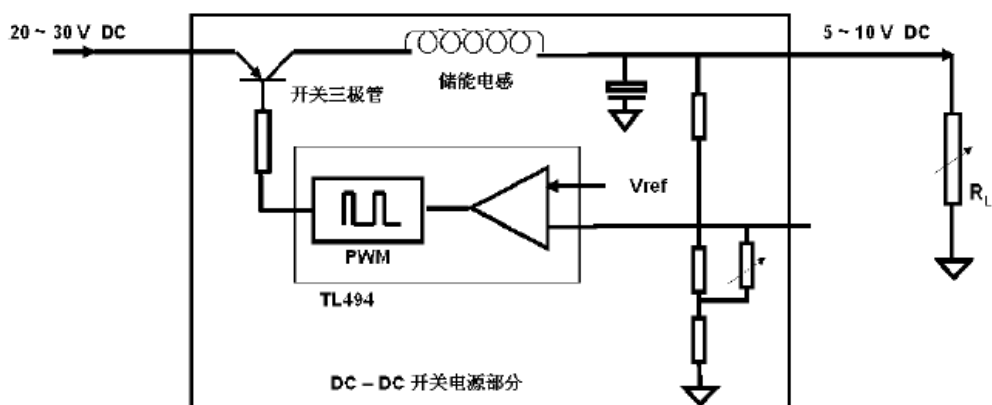 20 ~ 30 V DC
5 ~ 10 V DC
储能电感
开关三极管
Vref
R_L
PWM
TL494
DC – DC 开关电源部分